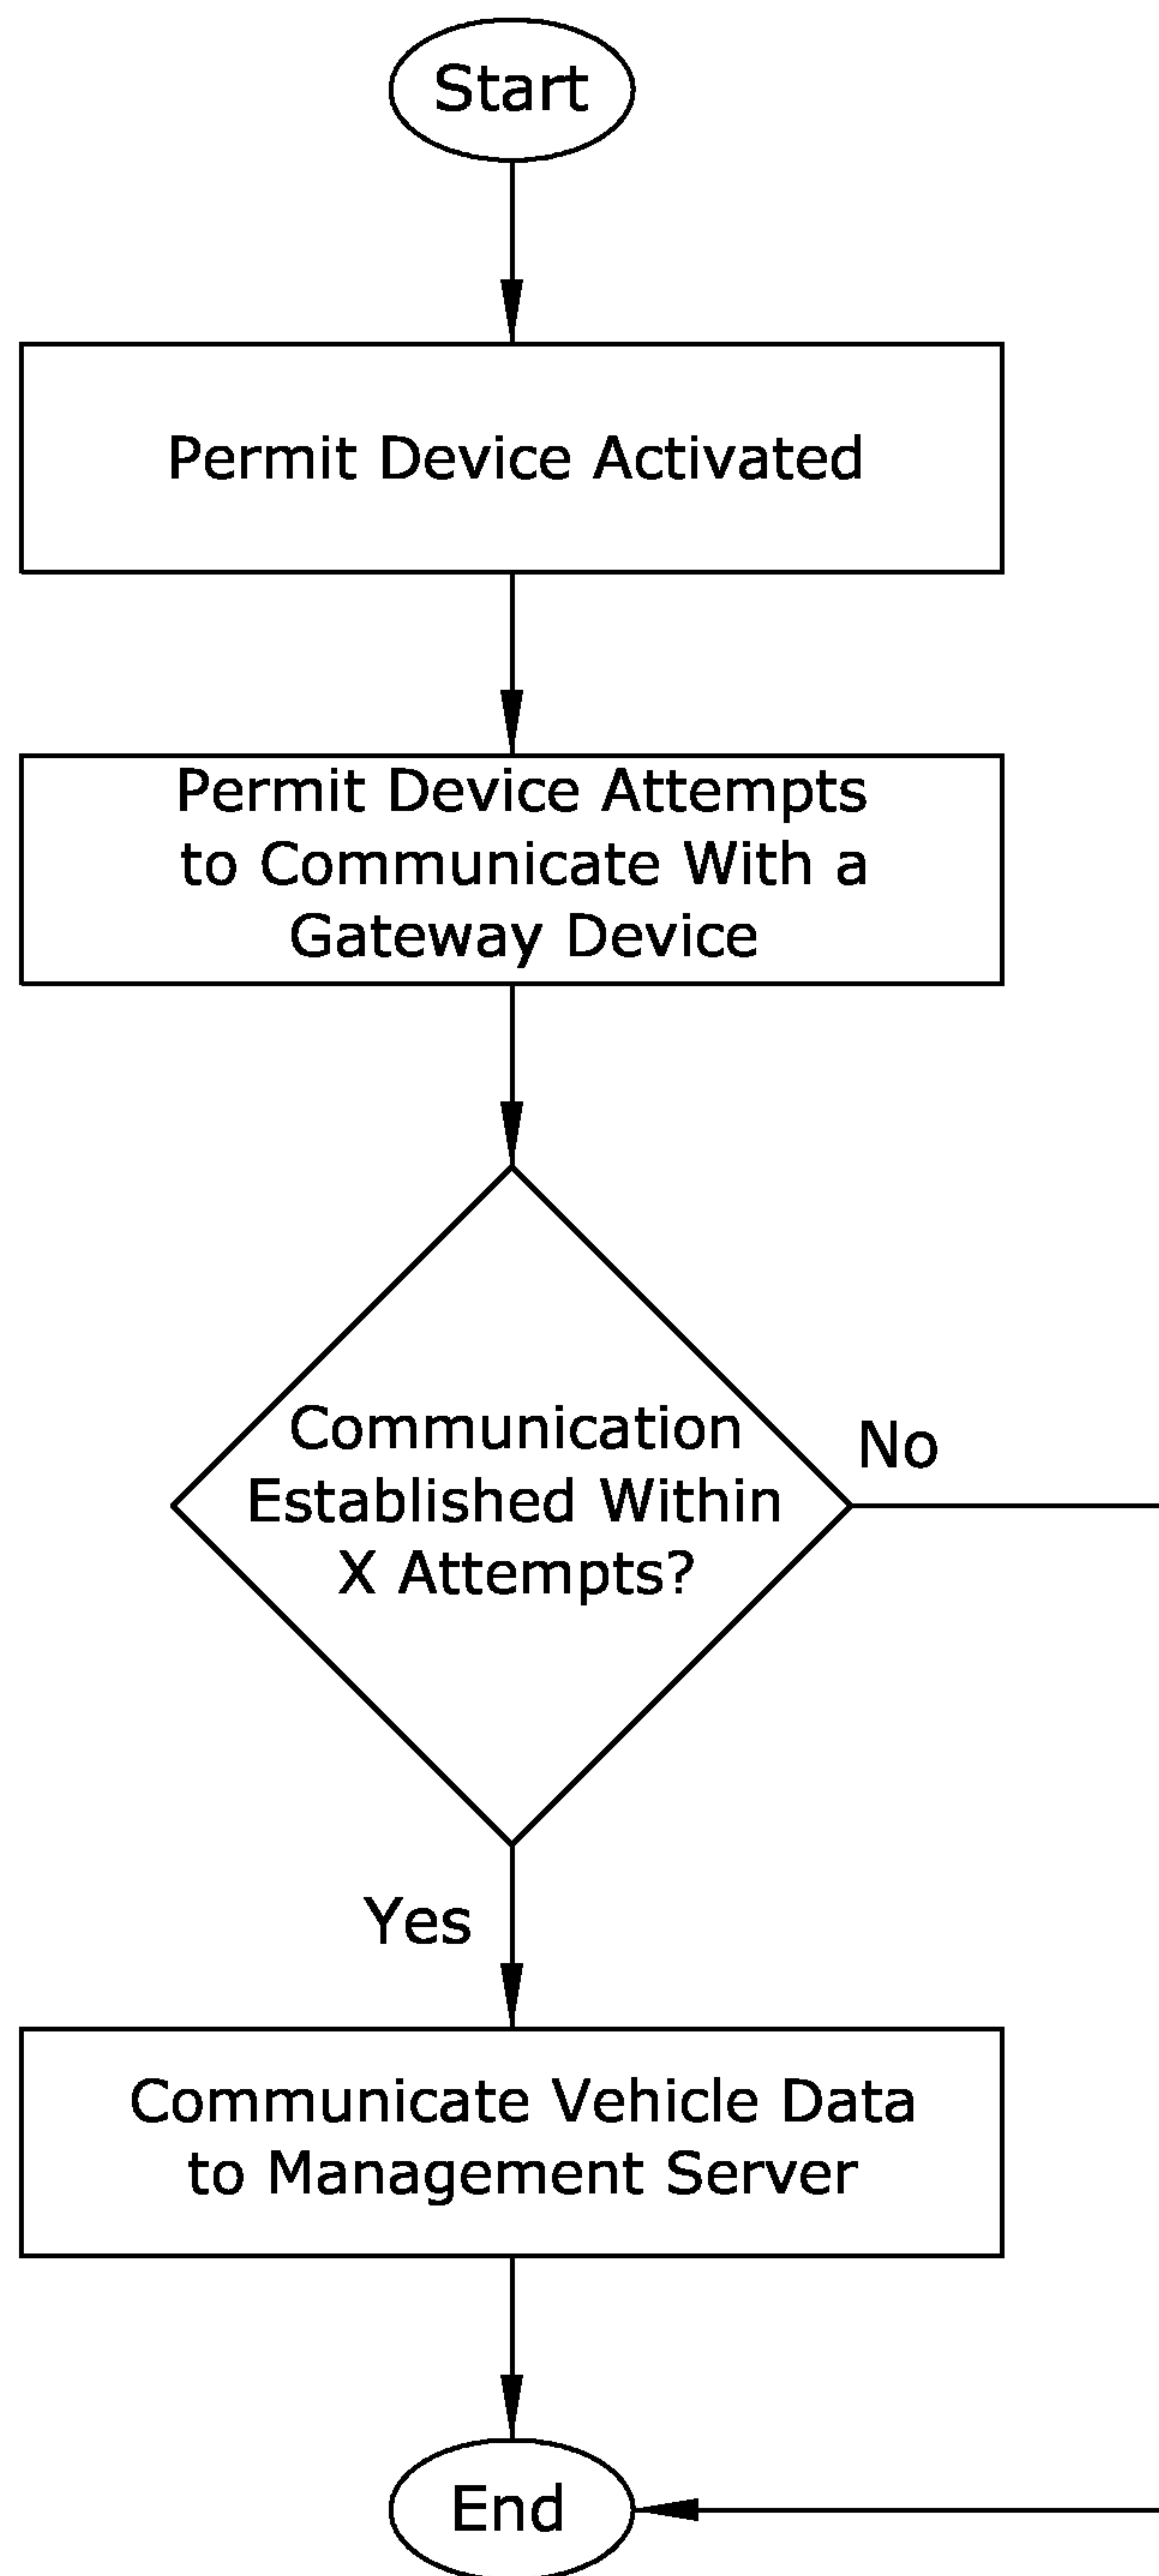 Start
Permit Device Activated
Permit Device Attempts
to Communicate With a
Gateway Device
Communication
Established Within
X Attempts?
No
Yes
Communicate Vehicle Data
to Management Server
End